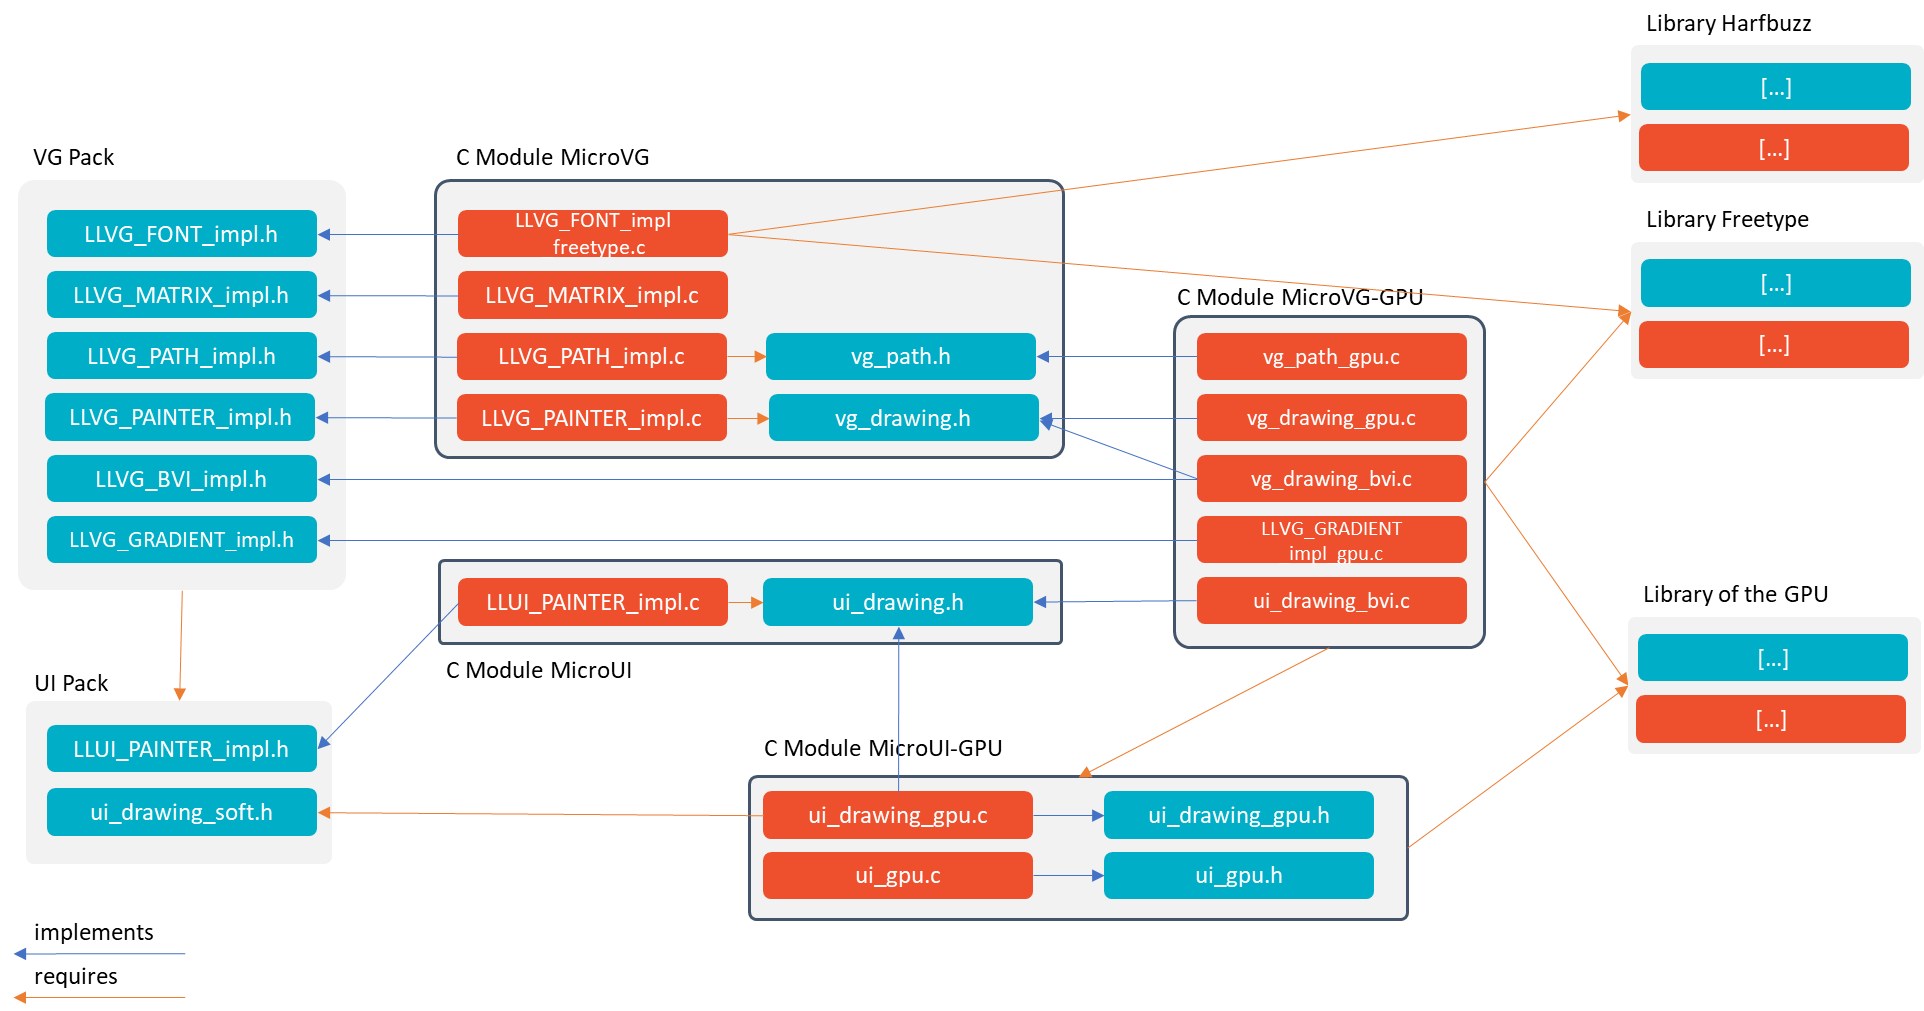 Library Harfbuzz
[...]
[...]
VG Pack
LLVG_FONT_impl.h
LLVG_MATRIX_impl.h
LLVG_PATH_impl.h
LLVG_PAINTER_impl.h
LLVG_BVI_impl.h
LLVG_GRADIENT_impl.h
C Module MicroVG
LLVG_FONT_impl
freetype.c
LLVG_MATRIX_impl.c
LLVG_PATH_impl.c
vg_path.h
LLVG_PAINTER_impl.c
vg_drawing.h
Library Freetype
[...]
[...]
C Module MicroVG-GPU
vg_path_gpu.c
vg_drawing_gpu.c
vg_drawing_bvi.c
LLVG_GRADIENT
impl_gpu.c
ui_drawing_bvi.c
LLUI_PAINTER_impl.c
ui_drawing.h
C Module MicroUI
Library of the GPU
[...]
[...]
UI Pack
LLUI_PAINTER_impl.h
ui_drawing_soft.h
C Module MicroUI-GPU
ui_drawing_gpu.c
ui_drawing_gpu.h
ui_gpu.c
ui_gpu.h
implements
requires